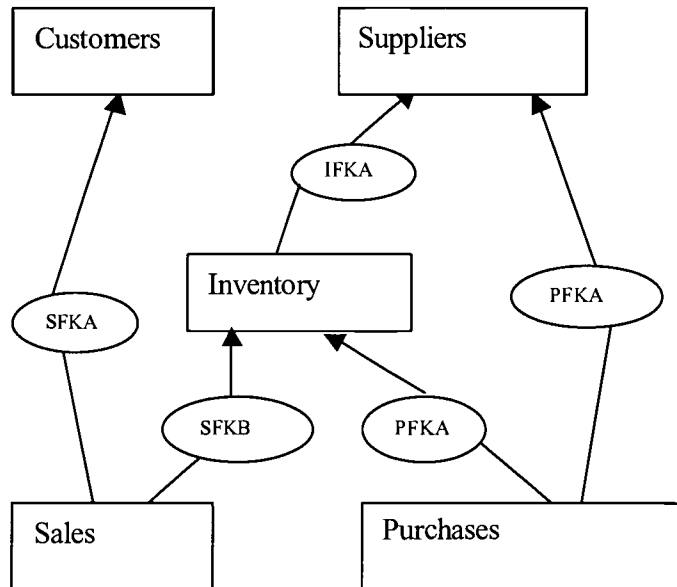 Customers
Suppliers
IFKA
Inventory
PFKA
SFKA
SFKB
PFKA
Sales
Purchases